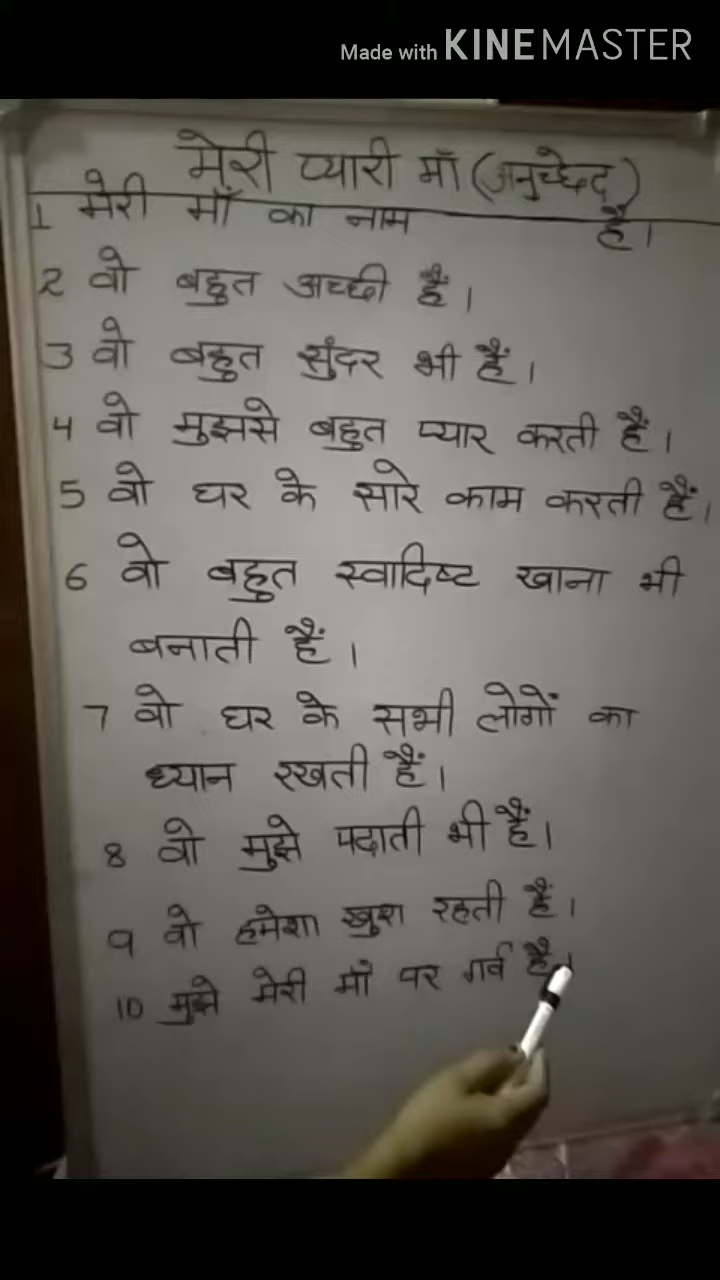 Made with KINEMASTER
मेरी प्यारी माँ (अनुच्छेद)
1 मेरी माँ का नाम है।
2 वो बहुत अच्छी हैं।
3 वो बहुत सुंदर भी हैं।
4 वो मुझसे बहुत प्यार करती हैं।
5 वो घर के सारे काम करती हैं।
6 वो बहुत स्वादिष्ट खाना भी
बनाती हैं।
7 वो घर के सभी लोगों का
ध्यान रखती हैं।
8 वो मुझे पढाती भी हैं।
9 वो हमेशा खुश रहती हैं।
10 मुझे मेरी माँ पर गर्व है।